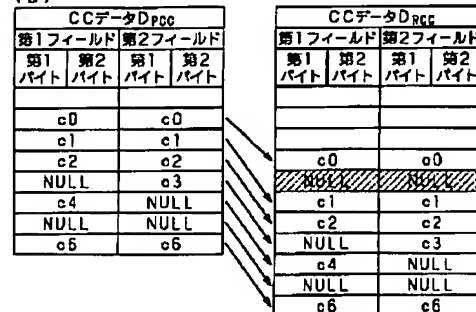 CCデータDPCC
第1フィールド 第2フィールド
第1 第2 第1 第2
バイト バイト バイト バイト
c0 c0
c1 c1
c2 c2
NULL c3
c4 NULL
NULL NULL
c6 c6
CCデータDRCC
第1フィールド 第2フィールド
第1 第2 第1 第2
バイト バイト バイト バイト
c0 c0
NULL NULL
c1 c1
c2 c2
NULL c3
c4 NULL
NULL NULL
c6 c6